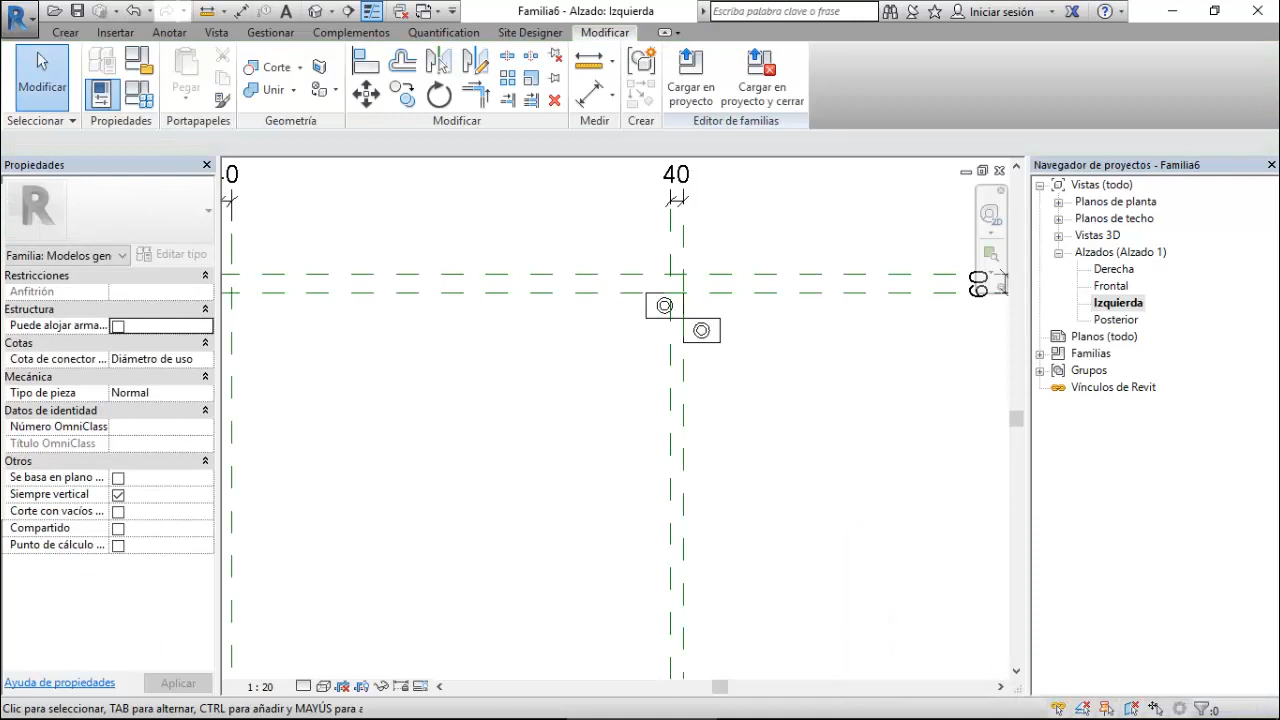 Familia6 - Alzado: Izquierda
Escriba palabra clave o frase
Iniciar sesión
Crear
Insertar
Anotar
Vista
Gestionar
Complementos
Quantification
Site Designer
Modificar
Modificar
Pegar
Corte
Unir
Cargar en
proyecto
Cargar en
proyecto y cerrar
Seleccionar
Propiedades
Portapapeles
Geometría
Modificar
Medir
Crear
Editor de familias
Propiedades
Familia: Modelos gen
Editar tipo
Restricciones
Anfitrión
Estructura
Puede alojar arma...
Cotas
Cota de conector ...
Diámetro de uso
Mecánica
Tipo de pieza
Normal
Datos de identidad
Número OmniClass
Título OmniClass
Otros
Se basa en plano ...
Siempre vertical
Corte con vacíos ...
Compartido
Punto de cálculo ...
Ayuda de propiedades
Aplicar
40
60
2D
1 : 20
Navegador de proyectos - Familia6
Vistas (todo)
Planos de planta
Planos de techo
Vistas 3D
Alzados (Alzado 1)
Derecha
Frontal
Izquierda
Posterior
Planos (todo)
Familias
Grupos
Vínculos de Revit
Clic para seleccionar, TAB para alternar, CTRL para añadir y MAYÚS para a
:0